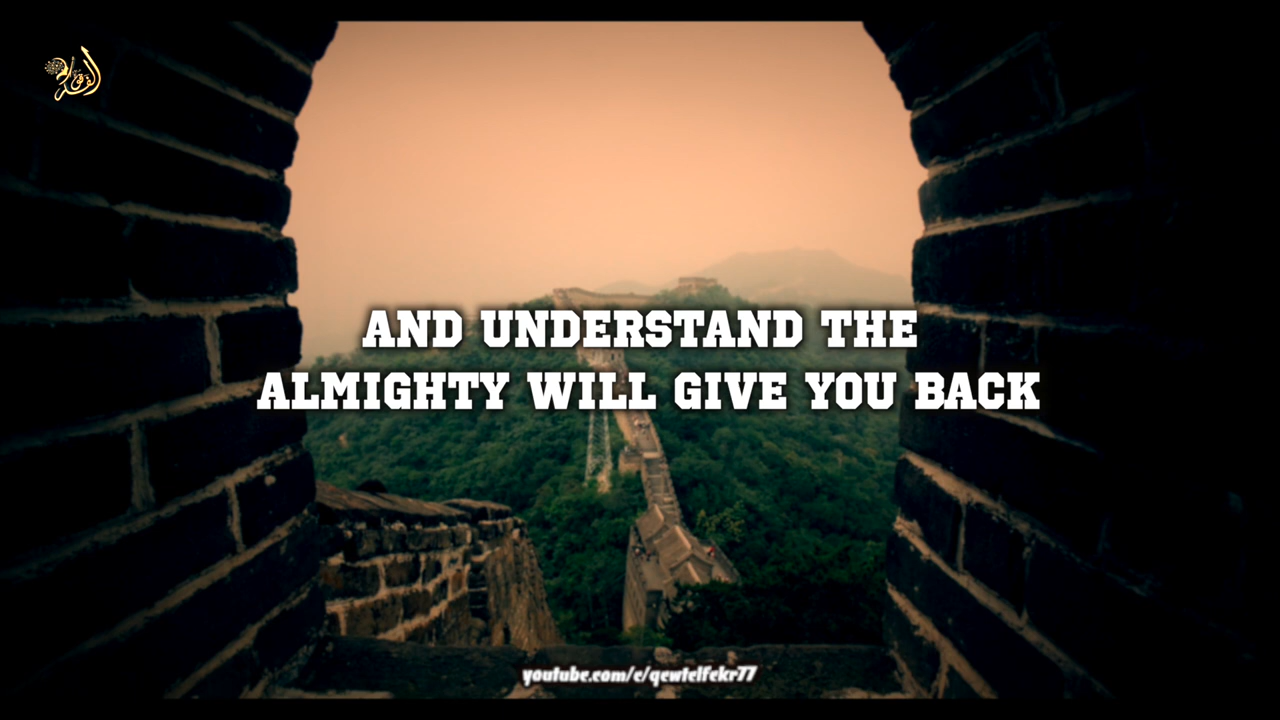 AND UNDERSTAND THE
ALMIGHTY WILL GIVE YOU BACK
youtube.com/c/qewtelfekr77